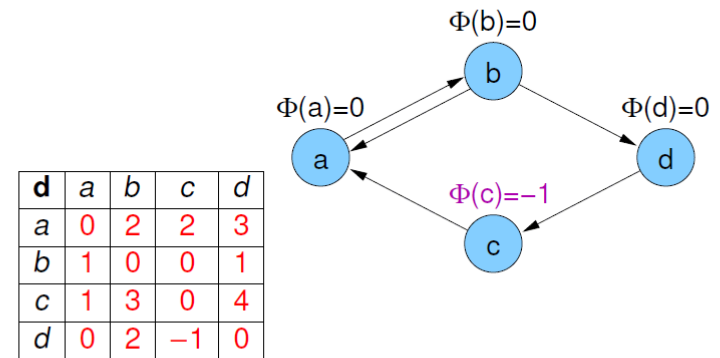 Φ(b)=0
b
Φ(a)=0
Φ(d)=0
a
d
Φ(c)=−1
c
d a b c d
a 0 2 2 3
b 1 0 0 1
c 1 3 0 4
d 0 2 −1 0